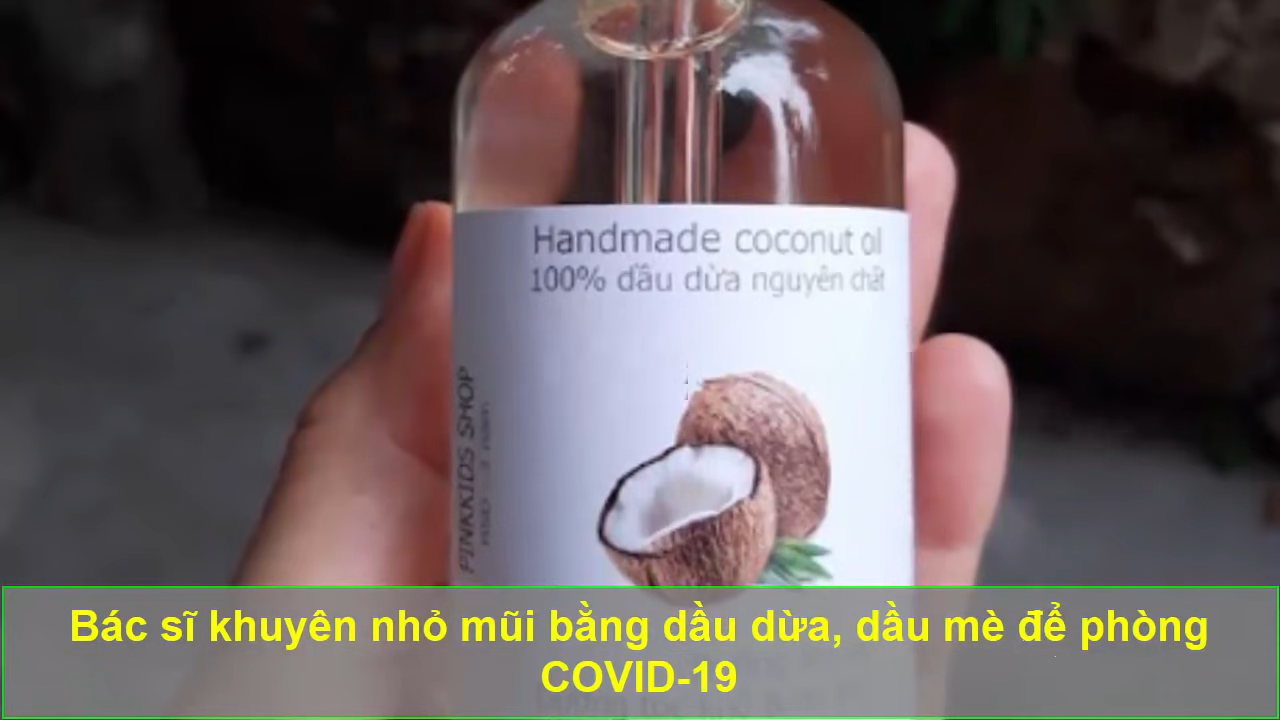 Handmade coconut oil
100% dầu dừa nguyên chất
PINKKIDS SHOP
Bác sĩ khuyên nhỏ mũi bằng dầu dừa, dầu mè để phòng
COVID-19